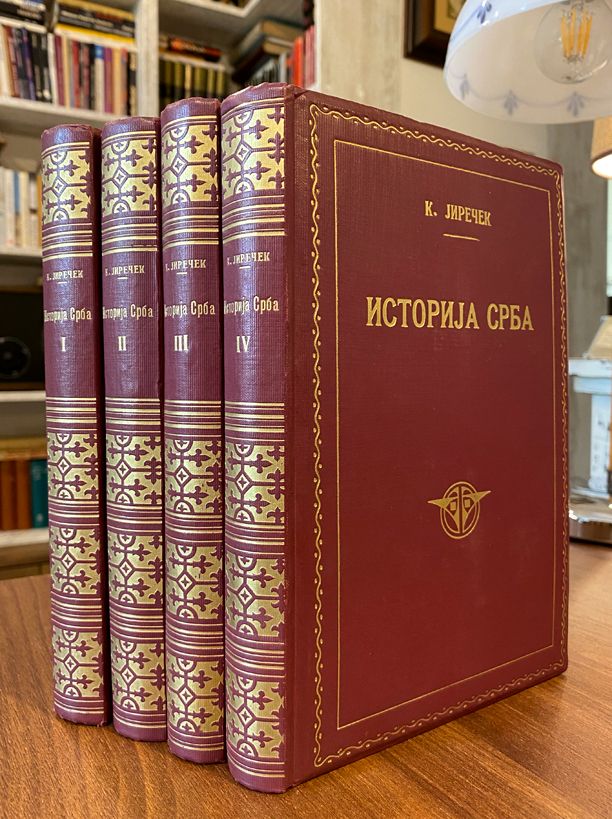 К. ЈИРЕЧЕК
Историја Срба
I
К. ЈИРЕЧЕК
Историја Срба
II
К. ЈИРЕЧЕК
Историја Срба
III
К. ЈИРЕЧЕК
Историја Срба
IV
К. ЈИРЕЧЕК
ИСТОРИЈА СРБА